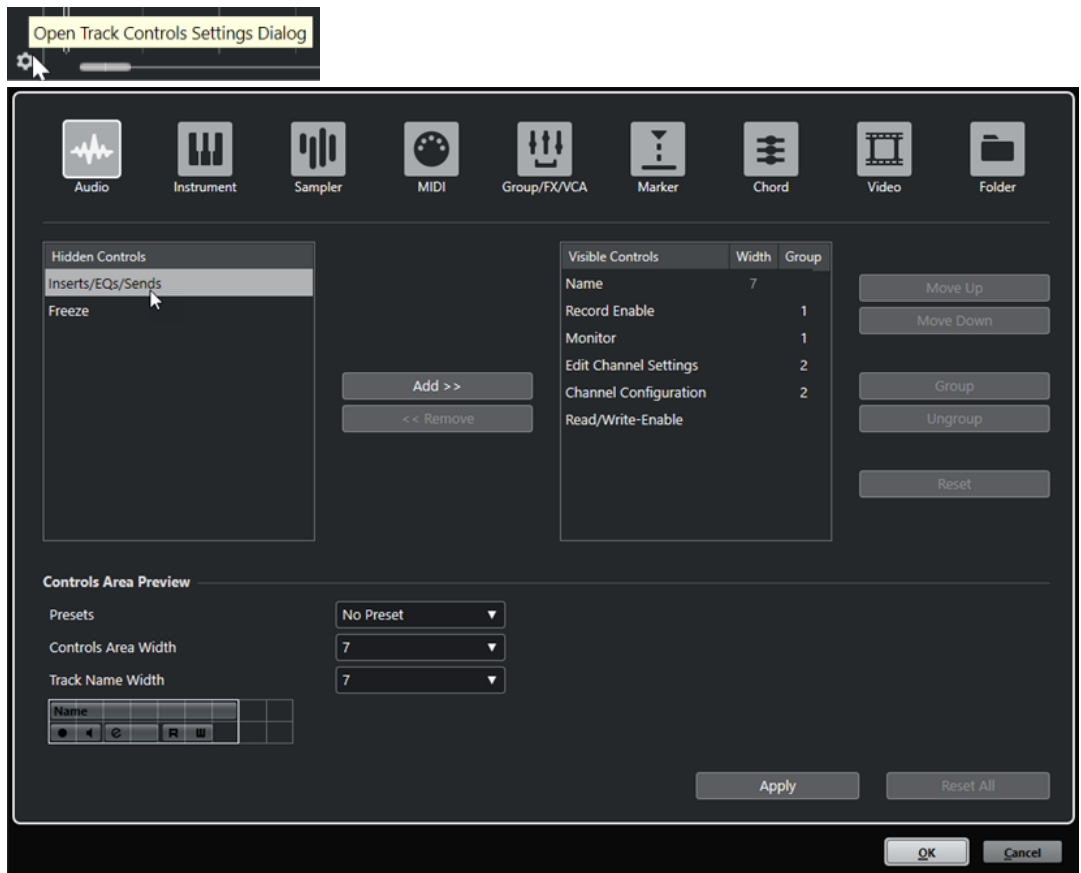 Open Track Controls Settings Dialog
Audio Instrument Sampler MIDI Group/FX/VCA Marker Chord Video Folder
Hidden Controls
Inserts/EQs/Sends
Freeze
Add >>
<< Remove
Visible Controls Width Group
Name 7
Record Enable 1
Monitor 1
Edit Channel Settings 2
Channel Configuration 2
Read/Write-Enable
Move Up
Move Down
Group
Ungroup
Reset
Controls Area Preview
Presets No Preset
Controls Area Width 7
Track Name Width 7
Name
e R W
Apply Reset All
OK Cancel